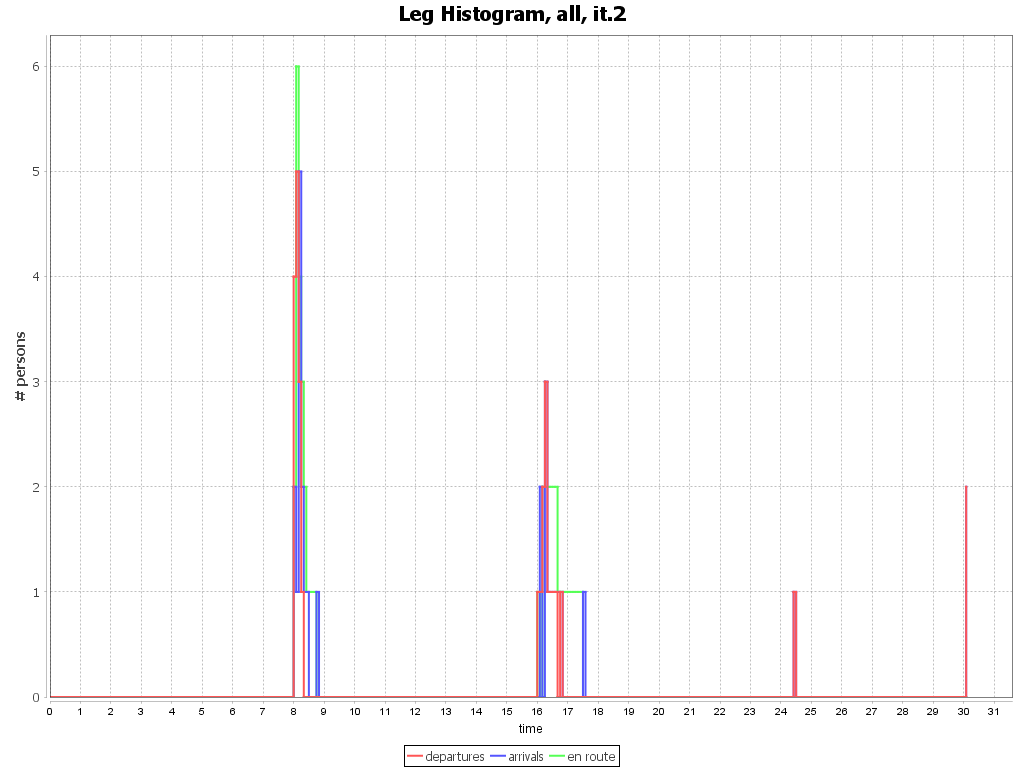 Leg Histogram, all, it.2
# persons
6
5
4
3
2
1
0
0 1 2 3 4 5 6 7 8 9 10 11 12 13 14 15 16 17 18 19 20 21 22 23 24 25 26 27 28 29 30 31
time
departures arrivals en route